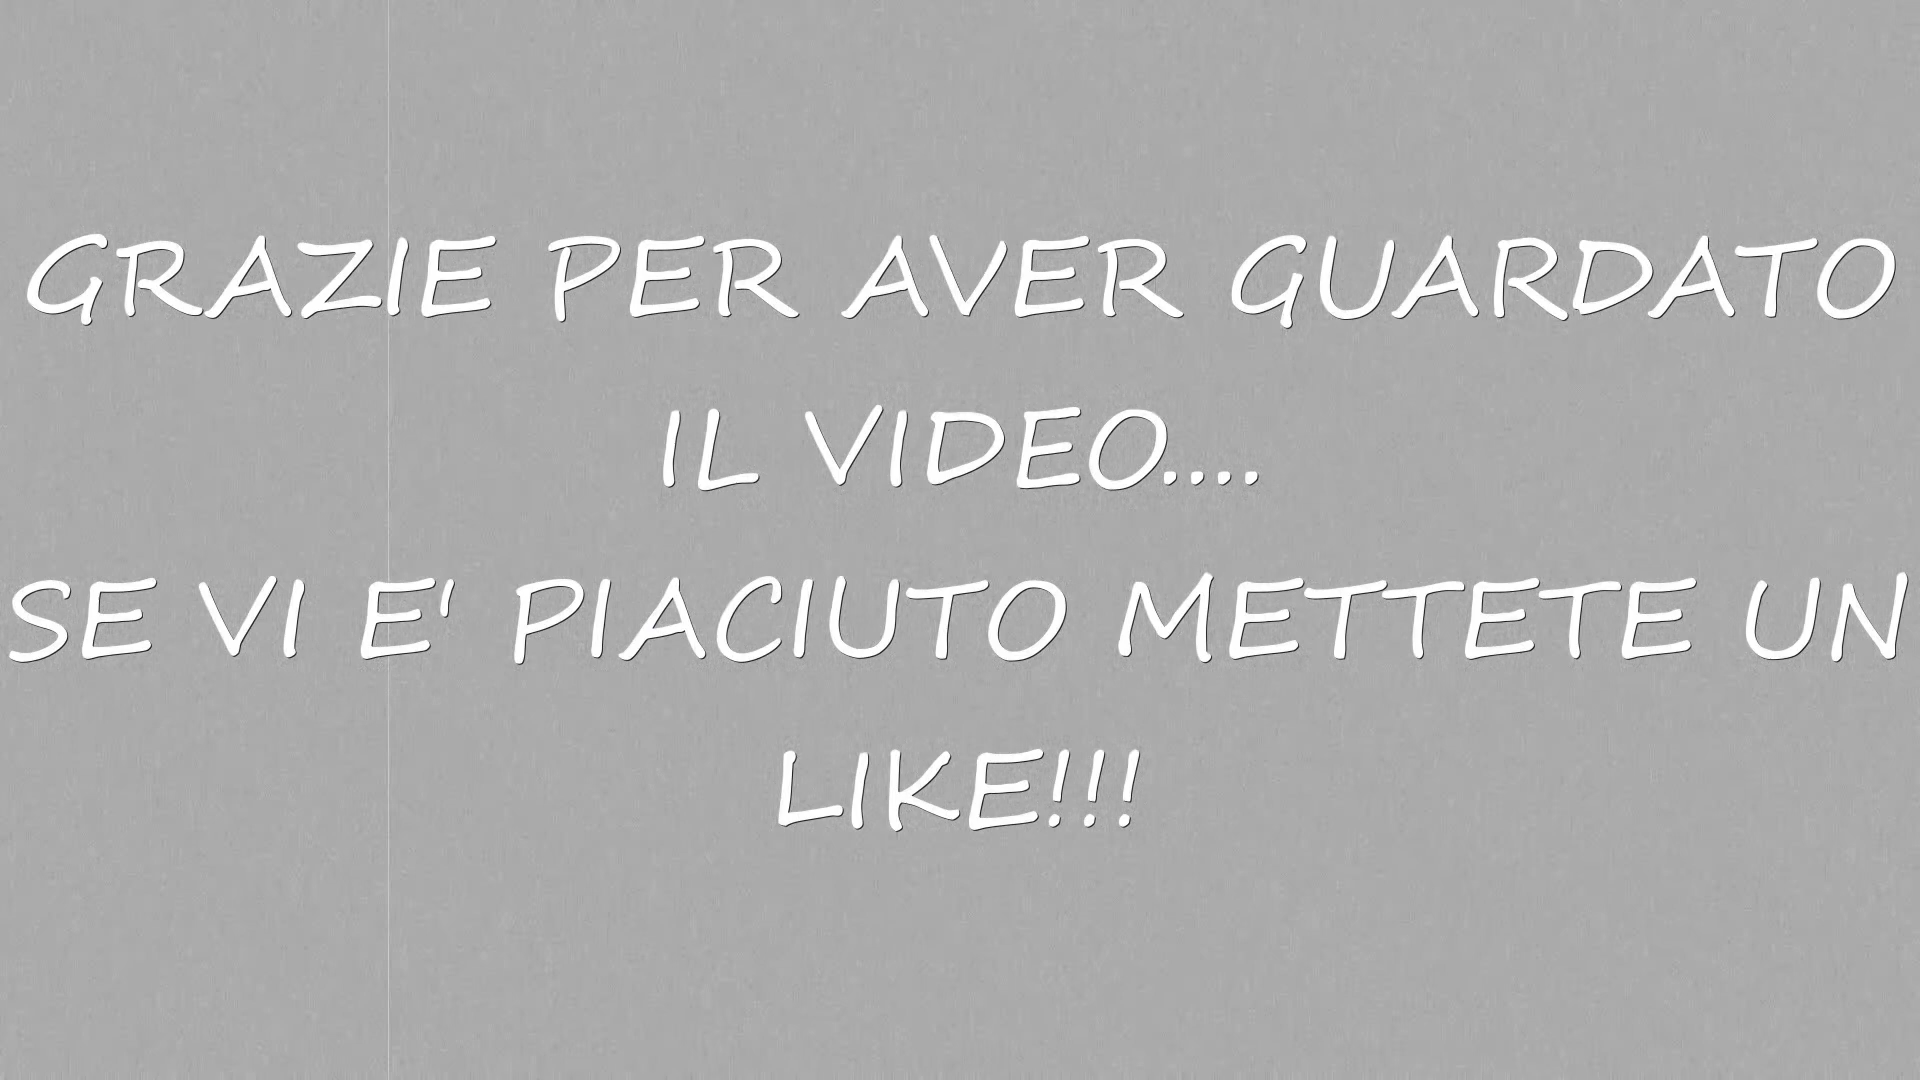 GRAZIE PER AVER GUARDATO
IL VIDEO....
SE VI E' PIACIUTO METTETE UN
LIKE!!!